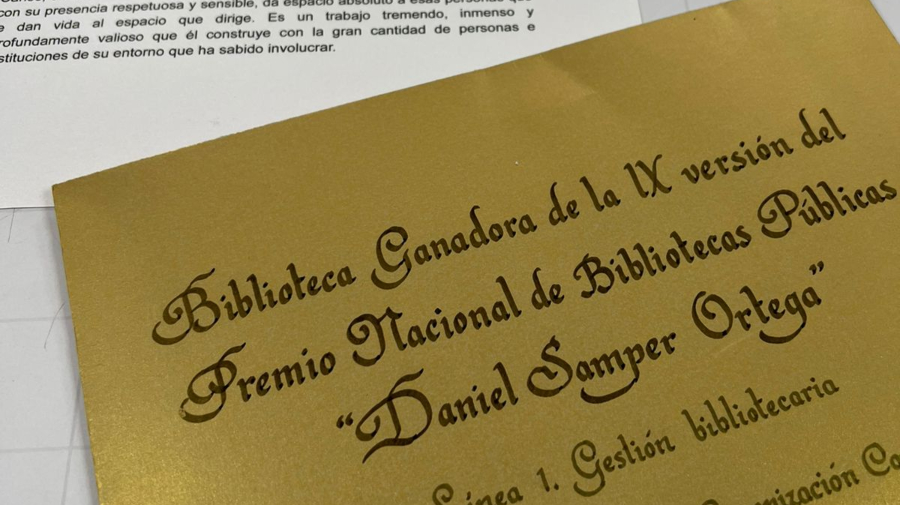 con su presencia respetuosa y sensible, da espacio absoluto a esas
e dan vida al espacio que dirige. Es un trabajo tremendo, inmenso y
rofundamente valioso que él construye con la gran cantidad de personas e
stituciones de su entorno que ha sabido involucrar.
Biblioteca Ganadora de la IX versión del
Premio Nacional de Bibliotecas Públicas
“Daniel Samper Ortega”
Línea 1. Gestión bibliotecaria